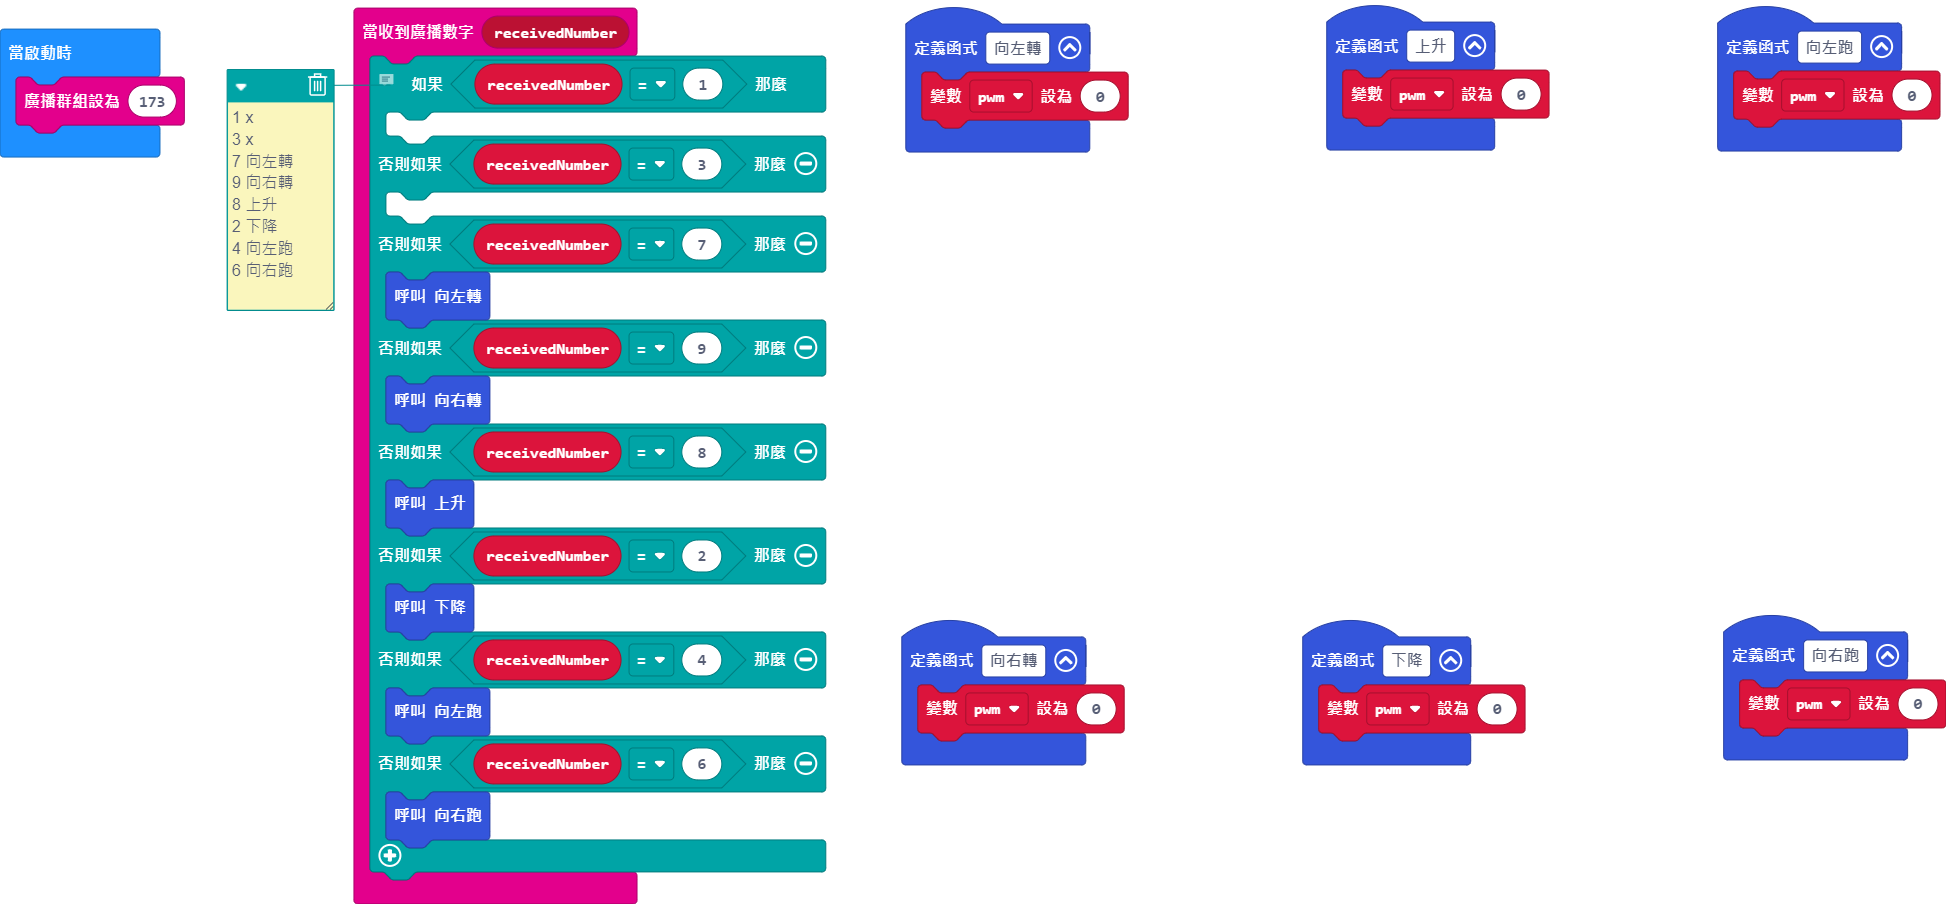 當啟動時
廣播群組設為 173
1 x
3 x
7 向左轉
9 向右轉
8 上升
2 下降
4 向左跑
6 向右跑
當收到廣播數字 receivedNumber
如果 receivedNumber = 1 那麼
否則如果 receivedNumber = 3 那麼
否則如果 receivedNumber = 7 那麼
呼叫 向左轉
否則如果 receivedNumber = 9 那麼
呼叫 向右轉
否則如果 receivedNumber = 8 那麼
呼叫 上升
否則如果 receivedNumber = 2 那麼
呼叫 下降
否則如果 receivedNumber = 4 那麼
呼叫 向左跑
否則如果 receivedNumber = 6 那麼
呼叫 向右跑
定義函式 向左轉
變數 pwm 設為 0
定義函式 上升
變數 pwm 設為 0
定義函式 向左跑
變數 pwm 設為 0
定義函式 向右轉
變數 pwm 設為 0
定義函式 下降
變數 pwm 設為 0
定義函式 向右跑
變數 pwm 設為 0